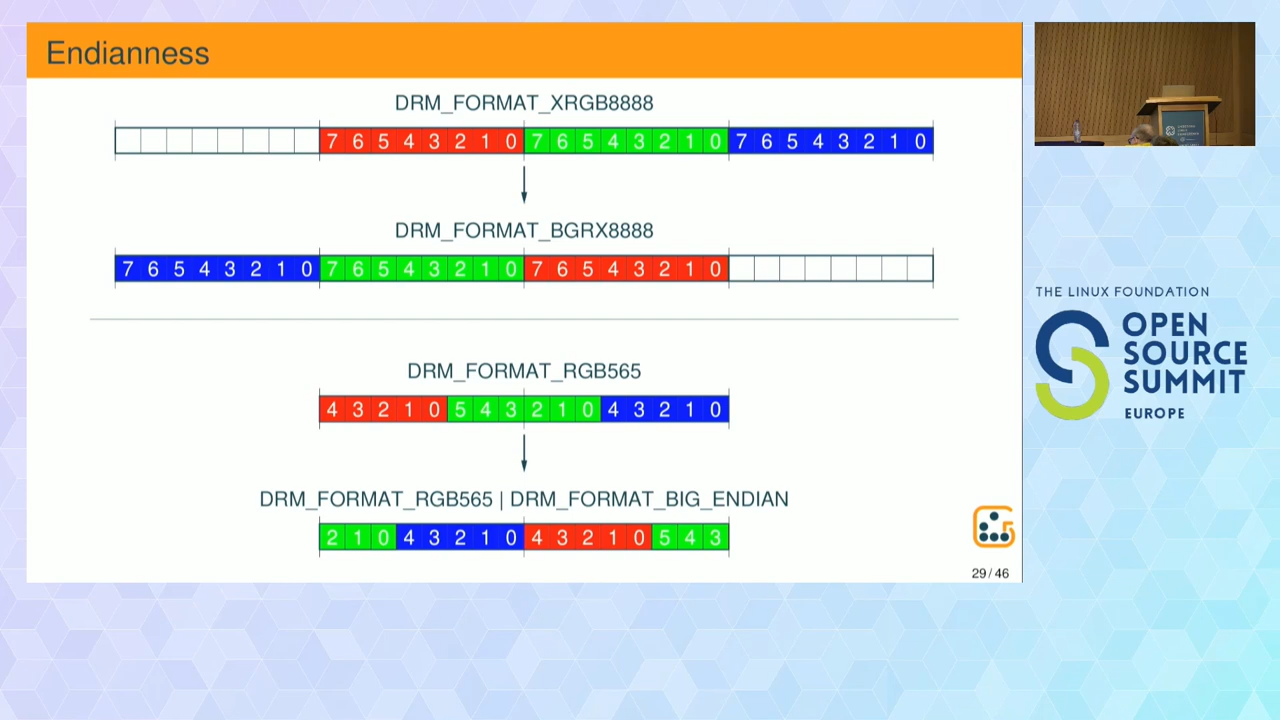 Endianness
DRM_FORMAT_XRGB8888
7 6 5 4 3 2 1 0 7 6 5 4 3 2 1 0 7 6 5 4 3 2 1 0
DRM_FORMAT_BGRX8888
7 6 5 4 3 2 1 0 7 6 5 4 3 2 1 0 7 6 5 4 3 2 1 0
DRM_FORMAT_RGB565
4 3 2 1 0 5 4 3 2 1 0 4 3 2 1 0
DRM_FORMAT_RGB565 | DRM_FORMAT_BIG_ENDIAN
2 1 0 4 3 2 1 0 4 3 2 1 0 5 4 3
29 / 46
THE LINUX FOUNDATION
OPEN
SOURCE
SUMMIT
EUROPE